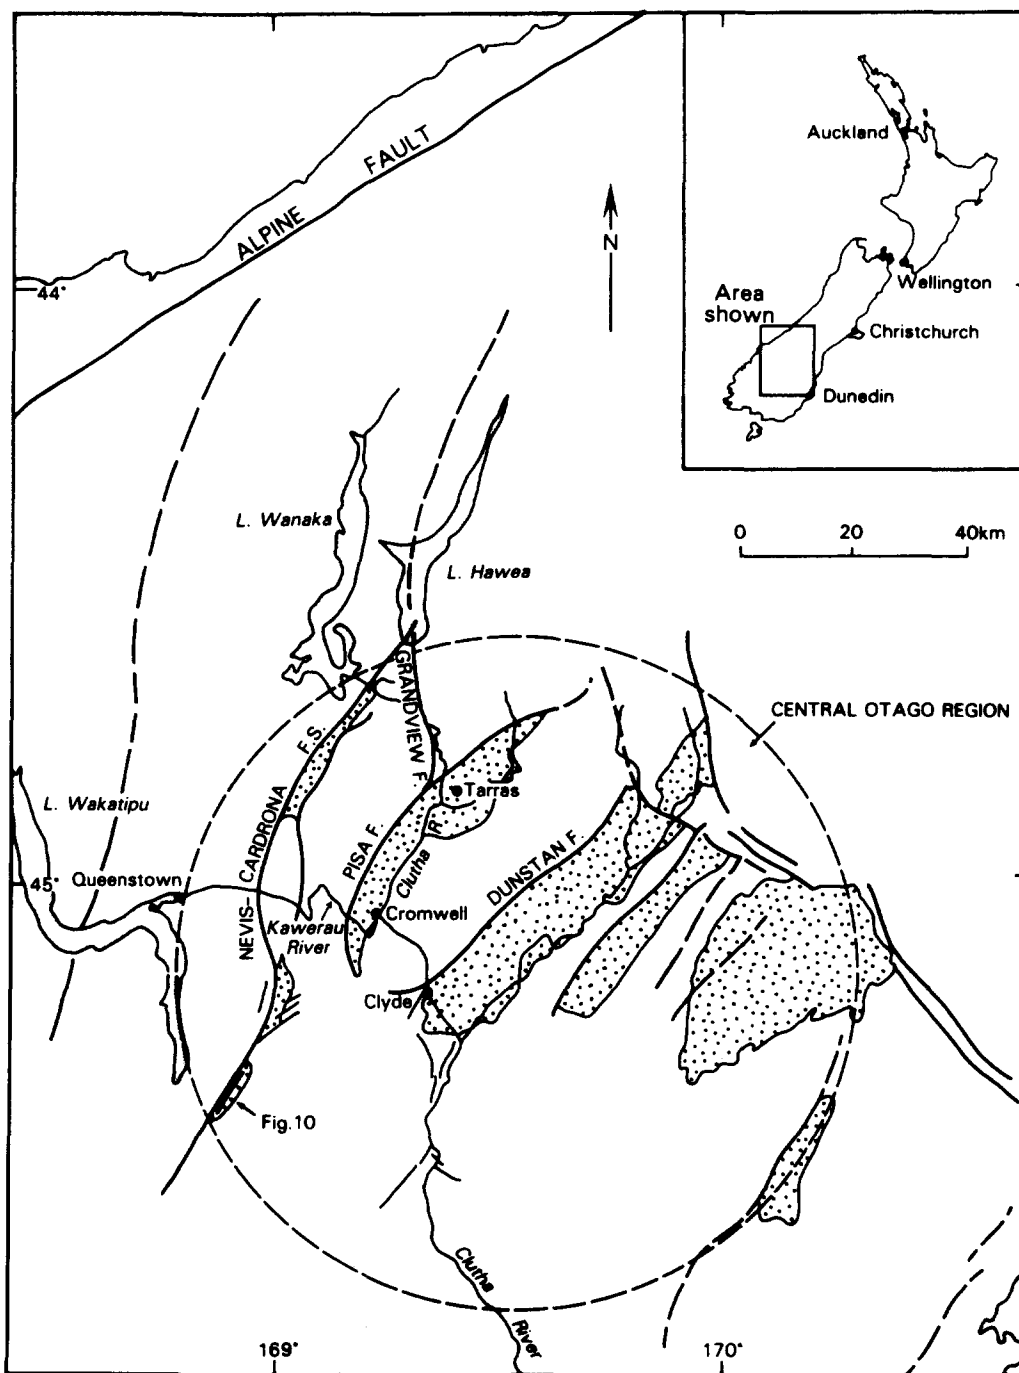 ALPINE FAULT
44°
N
Auckland
Wellington
Area
shown
Christchurch
Dunedin
0 20 40km
L. Wanaka
L. Hawea
CENTRAL OTAGO REGION
GRANDVIEW F.
NEVIS-CARDRONA F.S.
L. Wakatipu
Tarras
PISA F.
Clutha R.
DUNSTAN F.
45°
Queenstown
Kawerau
River
Cromwell
Clyde
Fig.10
Clutha River
169° 170°